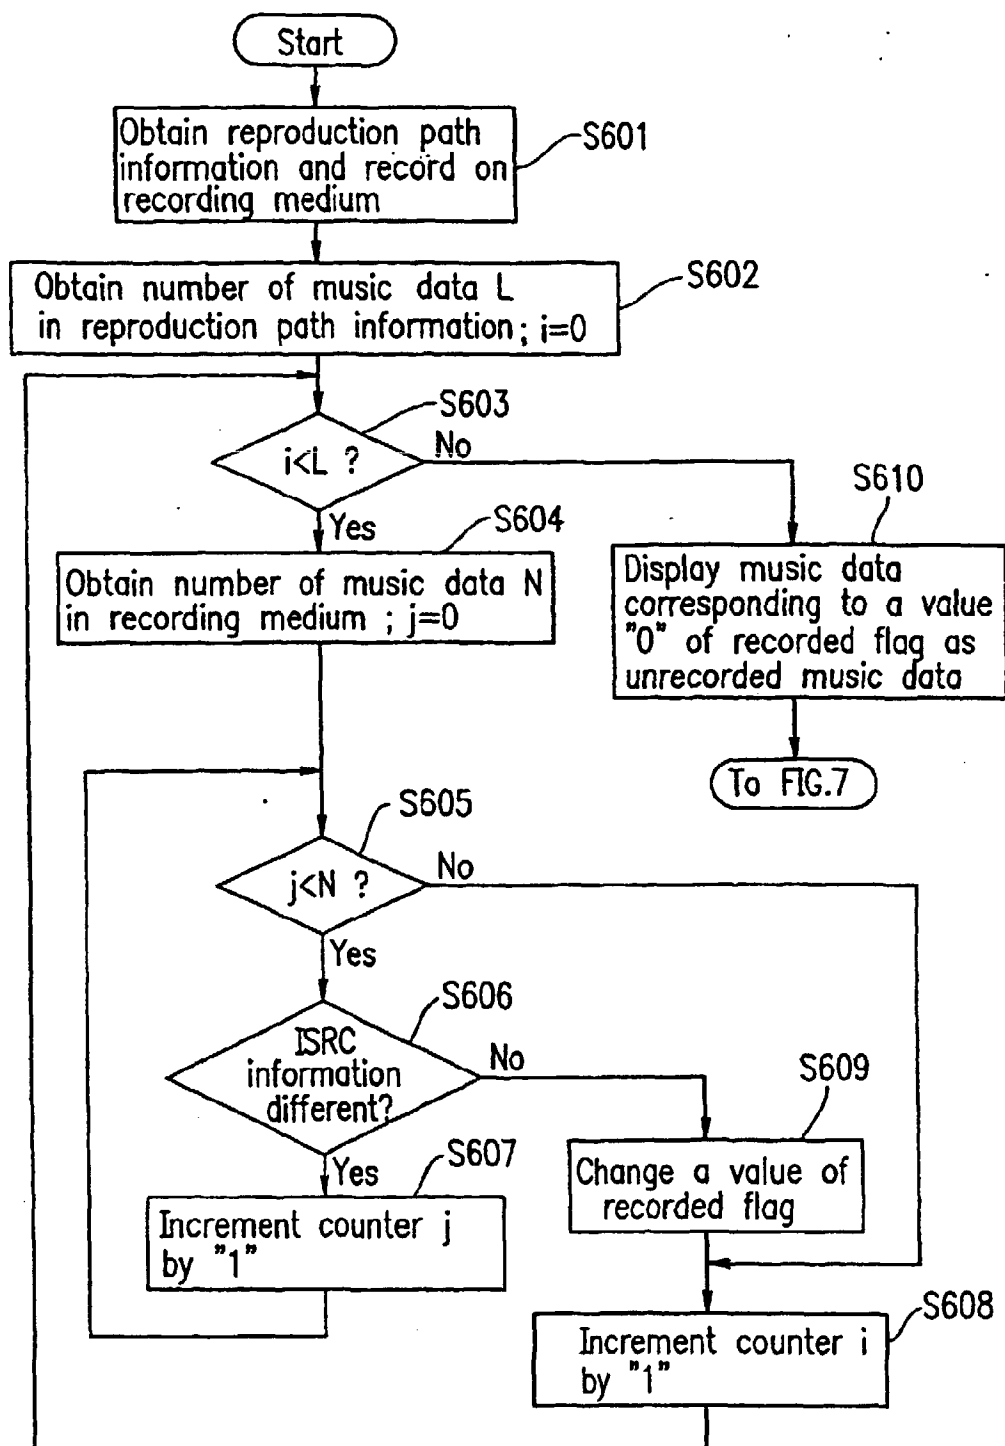 Start
Obtain reproduction path
information and record on
recording medium
S601
Obtain number of music data L
in reproduction path information; i=0
S602
S603
i<L ?
No
Yes
S604
Obtain number of music data N
in recording medium ; j=0
S610
Display music data
corresponding to a value
"0" of recorded flag as
unrecorded music data
To FIG.7
S605
j<N ?
No
Yes
S606
ISRC
information
different?
No
Yes
S607
Increment counter j
by "1"
S609
Change a value of
recorded flag
S608
Increment counter i
by "1"